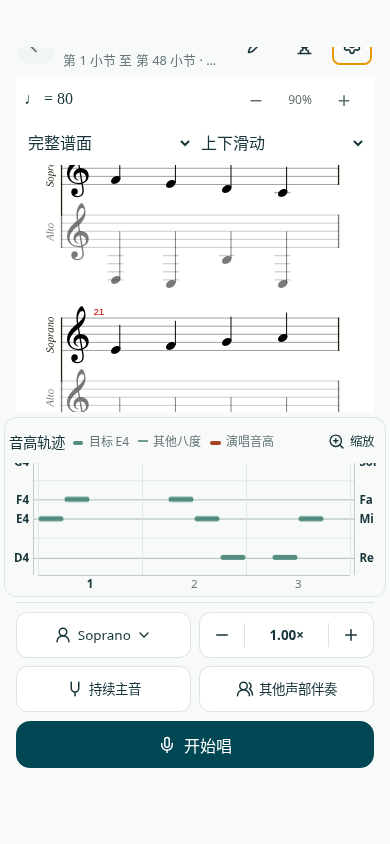 第 1 小节 至 第 48 小节 · ...
♩ = 80
− 90% +
完整谱面 上下滑动
Alto
21
Soprano
Alto
音高轨迹 目标 E4 其他八度 演唱音高 缩放
F4 Fa
E4 Mi
D4 Re
1 2 3
Soprano − 1.00× +
持续主音 其他声部伴奏
开始唱